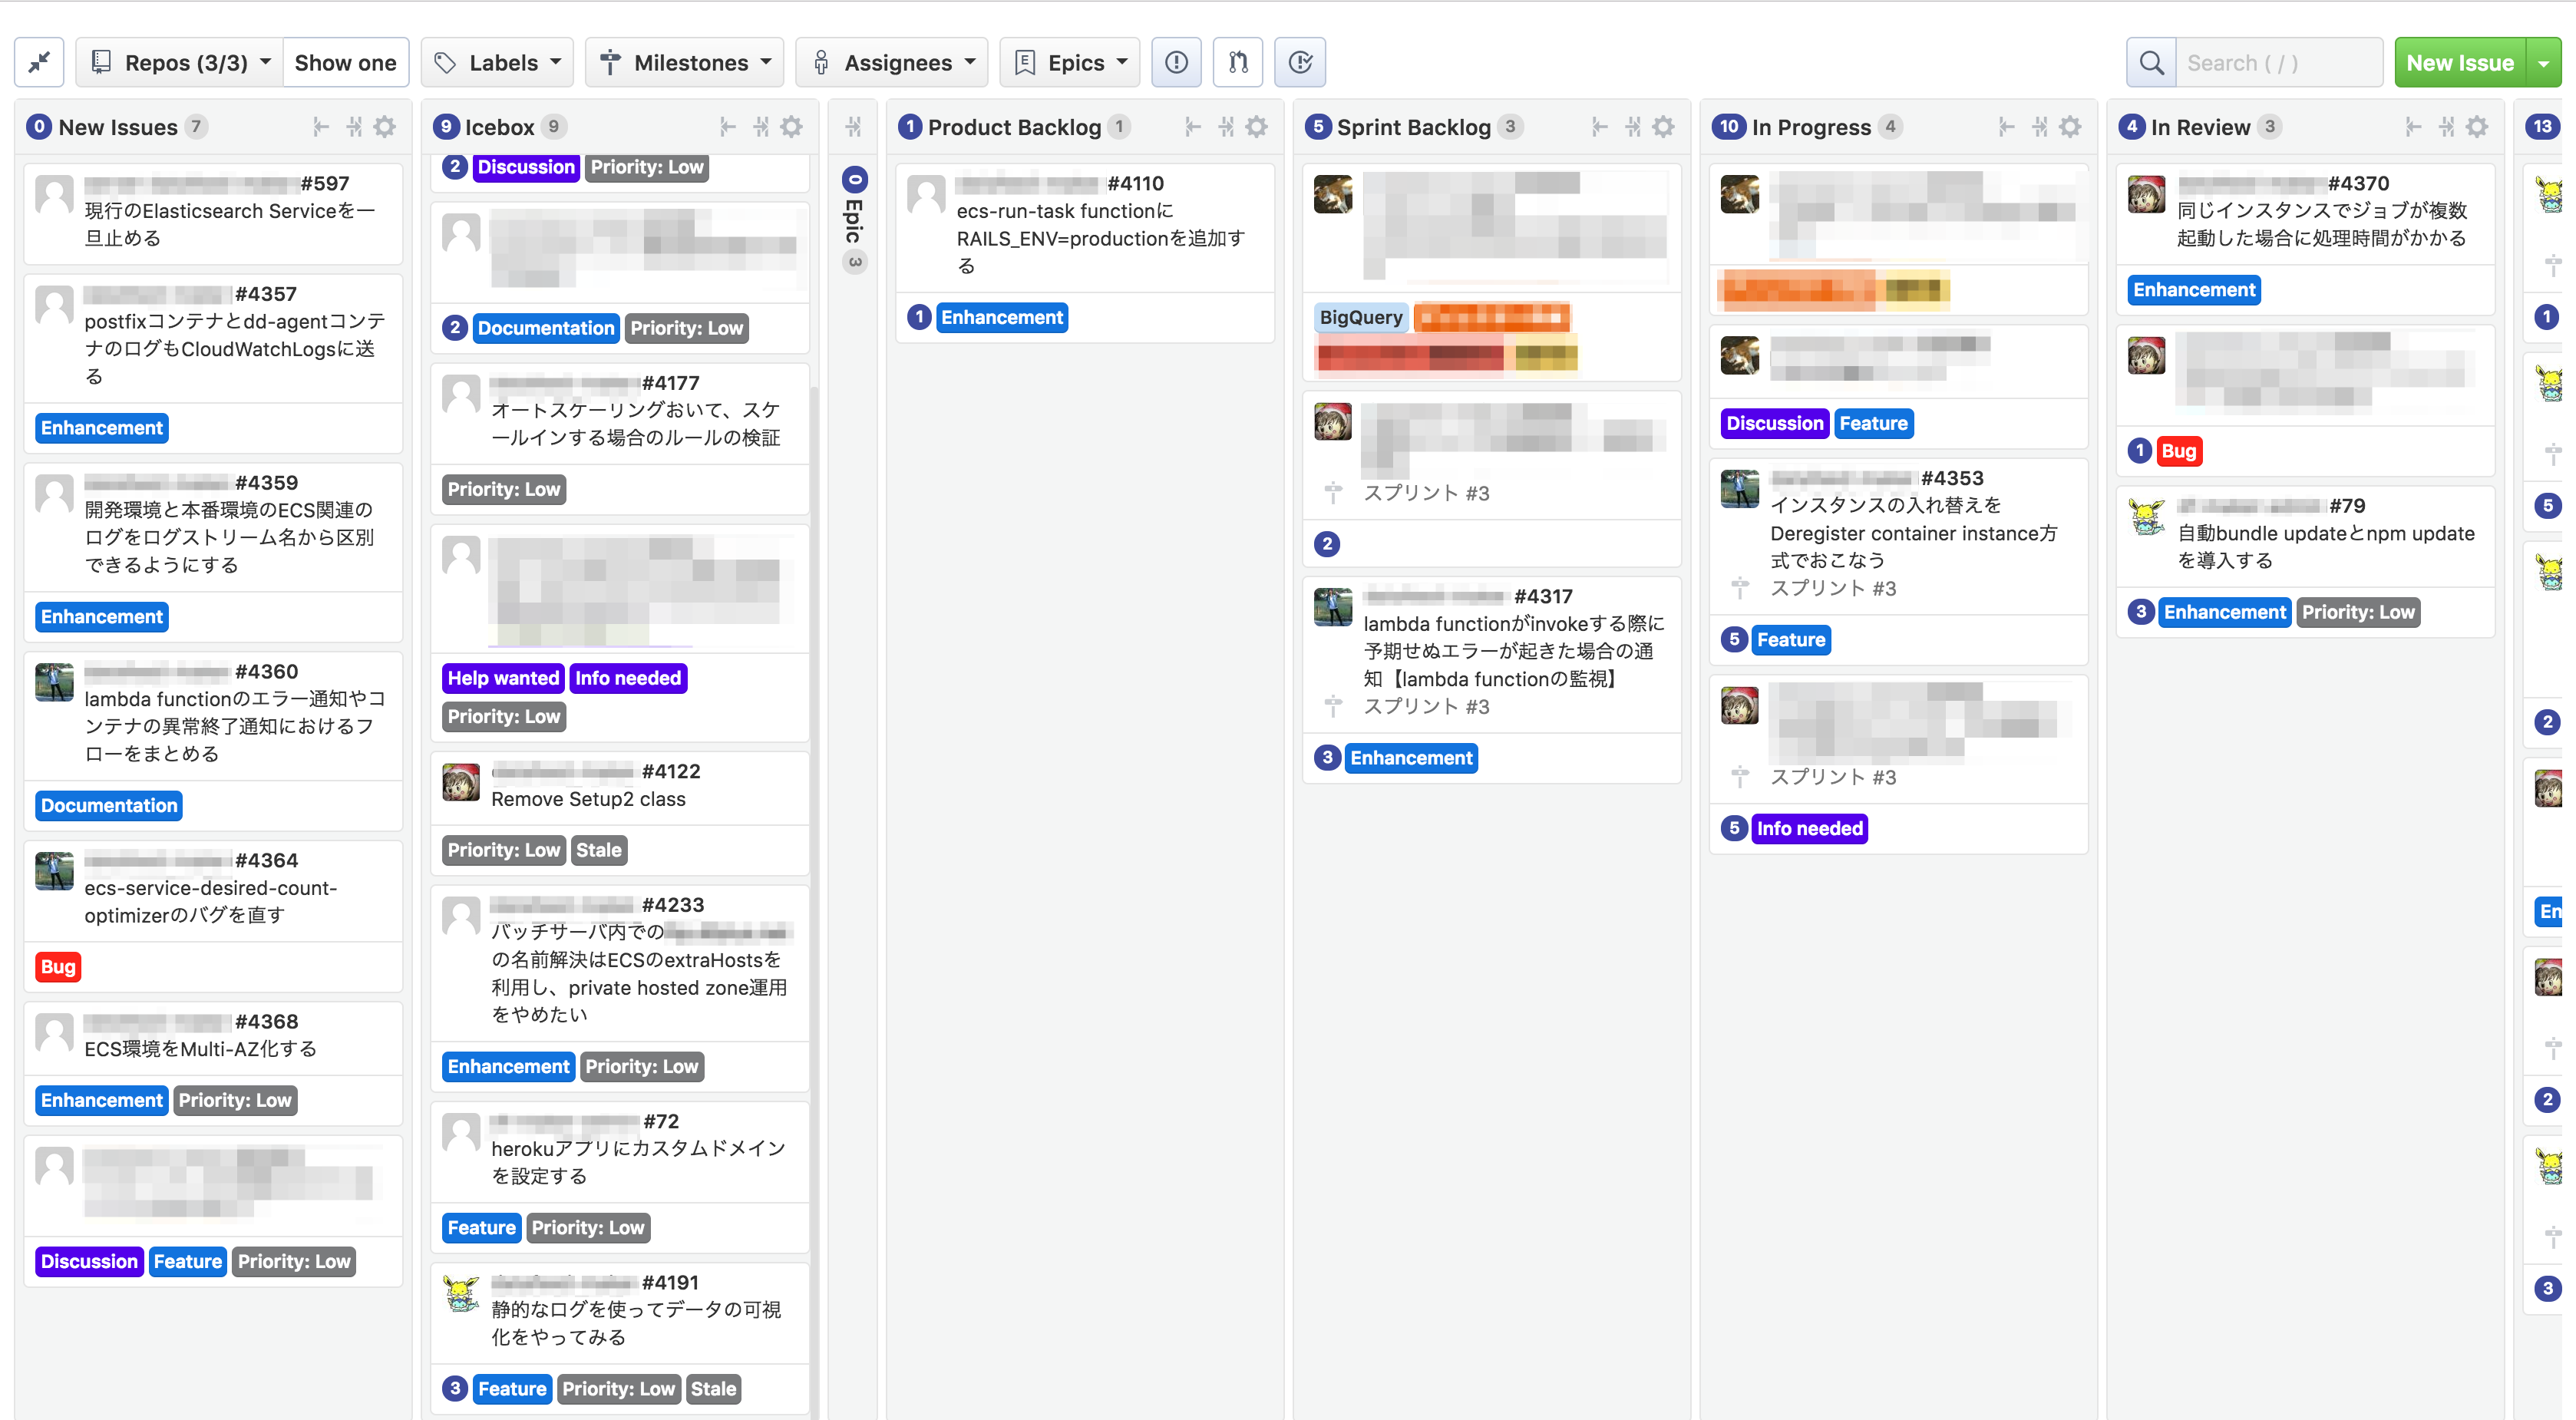 Repos (3/3)
Show one
Labels
Milestones
Assignees
Epics
Search ( / )
New Issue
0 New Issues 7
#597
現行のElasticsearch Serviceを一
旦止める
#4357
postfixコンテナとdd-agentコンテ
ナのログもCloudWatchLogsに送
る
Enhancement
#4359
開発環境と本番環境のECS関連の
ログをログストリーム名から区別
できるようにする
Enhancement
#4360
lambda functionのエラー通知やコ
ンテナの異常終了通知におけるフ
ローをまとめる
Documentation
#4364
ecs-service-desired-count-
optimizerのバグを直す
Bug
#4368
ECS環境をMulti-AZ化する
Enhancement Priority: Low
Discussion Feature Priority: Low
9 Icebox 9
2 Discussion Priority: Low
2 Documentation Priority: Low
#4177
オートスケーリングおいて、スケ
ールインする場合のルールの検証
Priority: Low
Help wanted Info needed
Priority: Low
#4122
Remove Setup2 class
Priority: Low Stale
#4233
バッチサーバ内での
の名前解決はECSのextraHostsを
利用し、private hosted zone運用
をやめたい
Enhancement Priority: Low
#72
herokuアプリにカスタムドメイン
を設定する
Feature Priority: Low
#4191
静的なログを使ってデータの可視
化をやってみる
3 Feature Priority: Low Stale
0 Epic 3
1 Product Backlog 1
#4110
ecs-run-task functionに
RAILS_ENV=productionを追加す
る
1 Enhancement
5 Sprint Backlog 3
BigQuery
スプリント #3
2
#4317
lambda functionがinvokeする際に
予期せぬエラーが起きた場合の通
知【lambda functionの監視】
スプリント #3
3 Enhancement
10 In Progress 4
Discussion Feature
#4353
インスタンスの入れ替えを
Deregister container instance方
式でおこなう
スプリント #3
5 Feature
スプリント #3
5 Info needed
4 In Review 3
#4370
同じインスタンスでジョブが複数
起動した場合に処理時間がかかる
Enhancement
1 Bug
#79
自動bundle updateとnpm update
を導入する
3 Enhancement Priority: Low
13
1
5
2
En
2
3